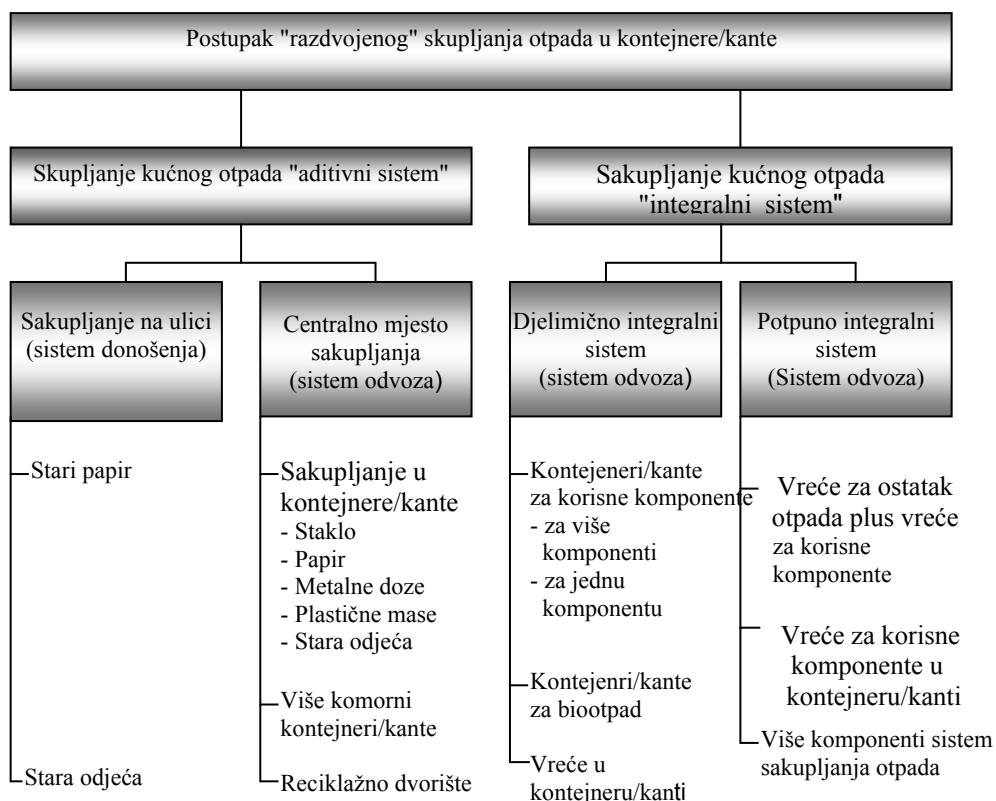 Postupak "razdvojenog" skupljanja otpada u kontejnere/kante
Skupljanje kućnog otpada "aditivni sistem"
Sakupljanje kućnog otpada
"integralni sistem"
Sakupljanje na ulici
(sistem donošenja)
Centralno mjesto
sakupljanja
(sistem odvoza)
Djelimično integralni
sistem
(sistem odvoza)
Potpuno integralni
sistem
(Sistem odvoza)
Stari papir
Stara odjeća
Sakupljanje u
kontejnere/kante
- Staklo
- Papir
- Metalne doze
- Plastične mase
- Stara odjeća
Više komorni
kontejneri/kante
Reciklažno dvorište
Kontejeneri/kante
za korisne komponente
- za više
komponenti
- za jednu
komponentu
Kontejenri/kante
za biootpad
Vreće u
kontejneru/kanti
Vreće za ostatak
otpada plus vreće
za korisne
komponente
Vreće za korisne
komponente u
kontejneru/kanti
Više komponenti sistem
sakupljanja otpada